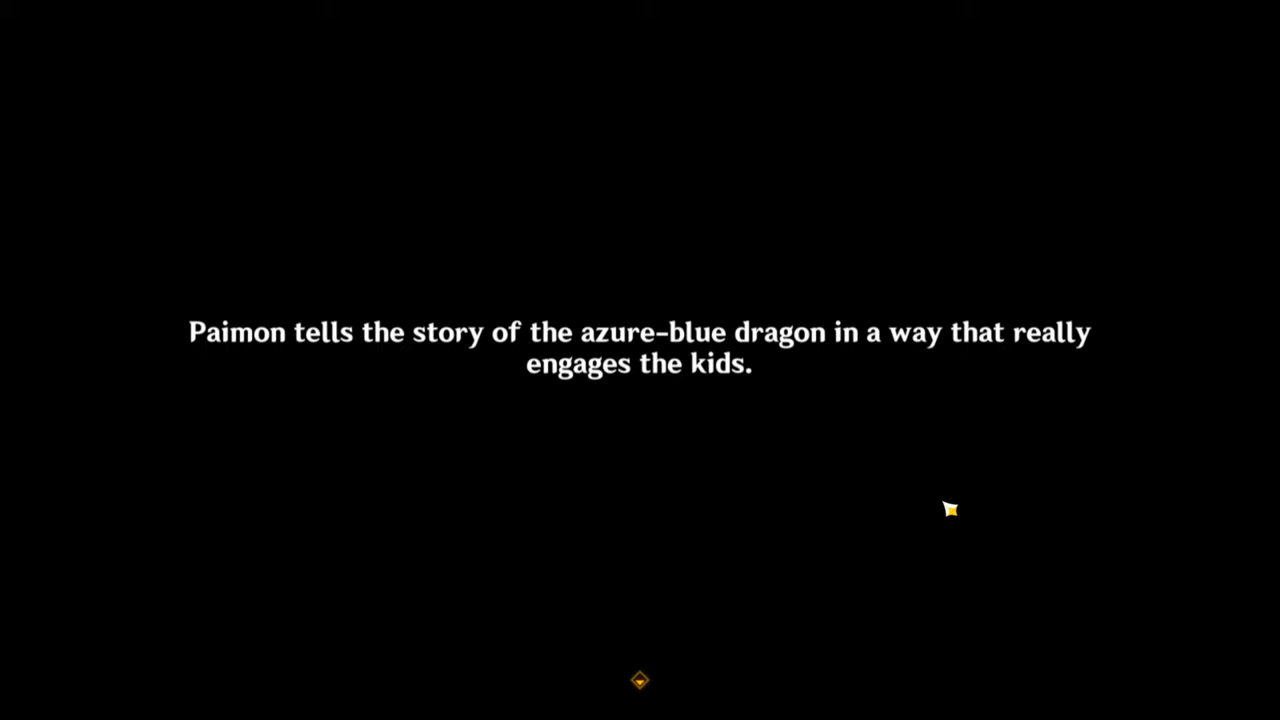 Paimon tells the story of the azure-blue dragon in a way that really
engages the kids.